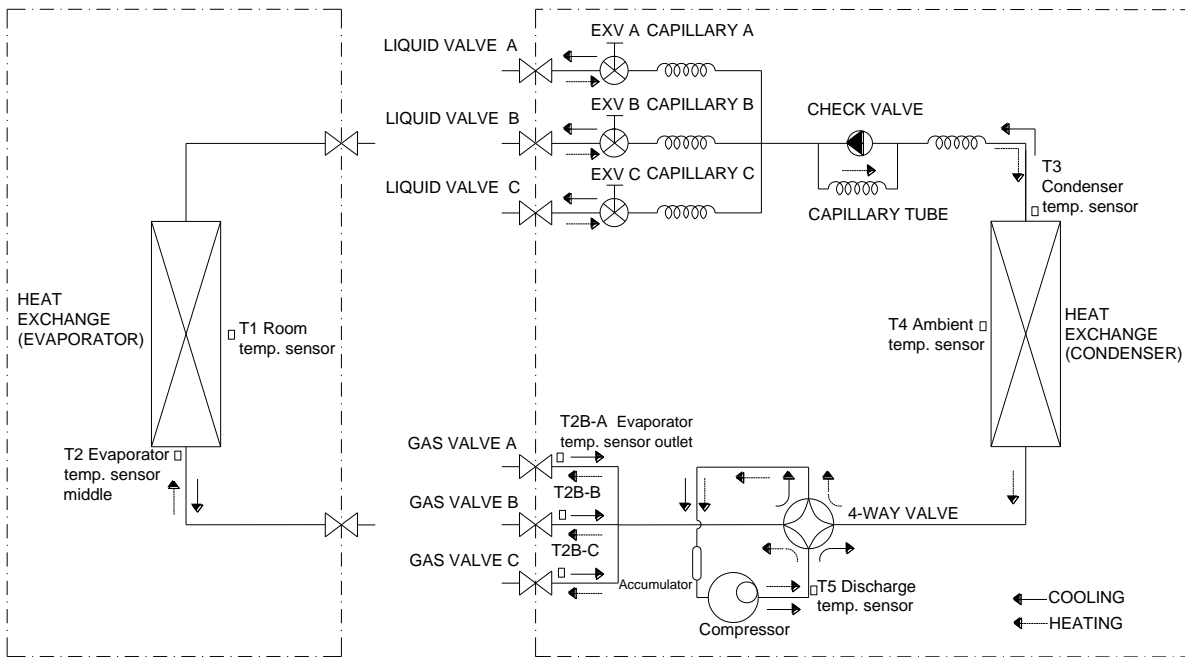 LIQUID VALVE A
EXV A CAPILLARY A
LIQUID VALVE B
EXV B CAPILLARY B
CHECK VALVE
LIQUID VALVE C
EXV C CAPILLARY C
CAPILLARY TUBE
T3
Condenser
temp. sensor
HEAT
EXCHANGE
(EVAPORATOR)
T1 Room
temp. sensor
T4 Ambient
temp. sensor
HEAT
EXCHANGE
(CONDENSER)
T2 Evaporator
temp. sensor
middle
GAS VALVE A
T2B-A Evaporator
temp. sensor outlet
GAS VALVE B
T2B-B
4-WAY VALVE
GAS VALVE C
T2B-C
Accumulator
Compressor
T5 Discharge
temp. sensor
COOLING
HEATING